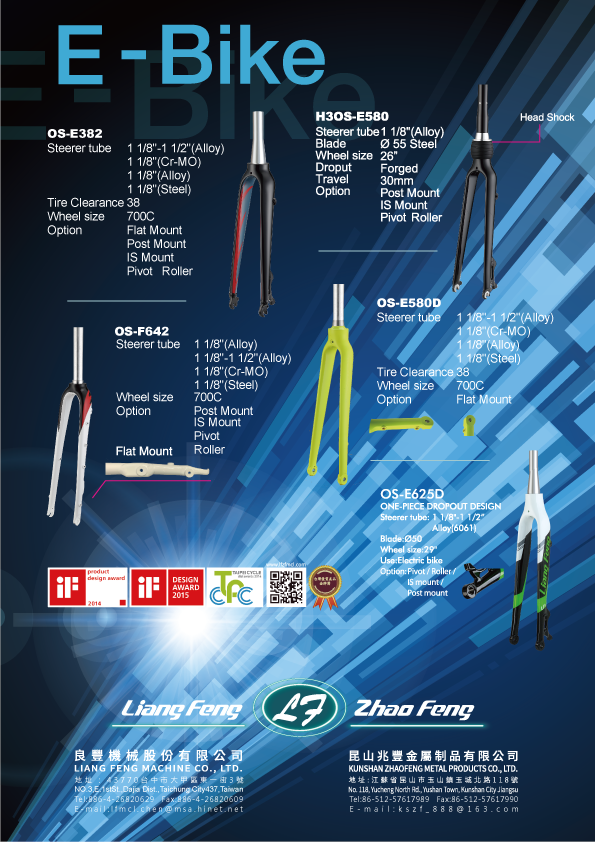 E-Bike
OS-E382
Steerer tube 1 1/8"-1 1/2"(Alloy)
1 1/8"(Cr-MO)
1 1/8"(Alloy)
1 1/8"(Steel)
Tire Clearance 38
Wheel size 700C
Option Flat Mount
Post Mount
IS Mount
Pivot Roller
H3OS-E580
Steerer tube 1 1/8"(Alloy)
Blade Ø 55 Steel
Wheel size 26"
Droput Forged
Travel 30mm
Option Post Mount
IS Mount
Pivot Roller
Head Shock
OS-F642
Steerer tube 1 1/8"(Alloy)
1 1/8"-1 1/2"(Alloy)
1 1/8"(Cr-MO)
1 1/8"(Steel)
Wheel size 700C
Option Post Mount
IS Mount
Pivot
Roller
Flat Mount
OS-E580D
Steerer tube 1 1/8"-1 1/2"(Alloy)
1 1/8"(Cr-MO)
1 1/8"(Alloy)
1 1/8"(Steel)
Tire Clearance 38
Wheel size 700C
Option Flat Mount
OS-E625D
ONE-PIECE DROPOUT DESIGN
Steerer tube: 1 1/8"-1 1/2"
Alloy(6061)
Blade:Ø50
Wheel size:29"
Use:Electric bike
Option:Pivot / Roller /
IS mount /
Post mount
iF product
design award
2014
iF DESIGN
AWARD
2015
TAIPEI CYCLE
Liang Feng LF Zhao Feng
良豐機械股份有限公司
LIANG FENG MACHINE CO., LTD.
地址:43770台中市大甲區東一街3號
NO.3,E.1stSt.,Dajia Dist.,Taichung City437,Taiwan
Tel:886-4-26820629 Fax:886-4-26820609
E-mail:lfmcl.chen@msa.hinet.net
昆山兆豐金屬制品有限公司
KUNSHAN ZHAOFENG METAL PRODUCTS CO., LTD.
地址:江蘇省昆山市玉山鎮玉城北路118號
No. 118, Yucheng North Rd., Yushan Town, Kunshan City Jiangsu
Tel:86-512-57617989 Fax:86-512-57617990
E-mail:kszf_888@163.com